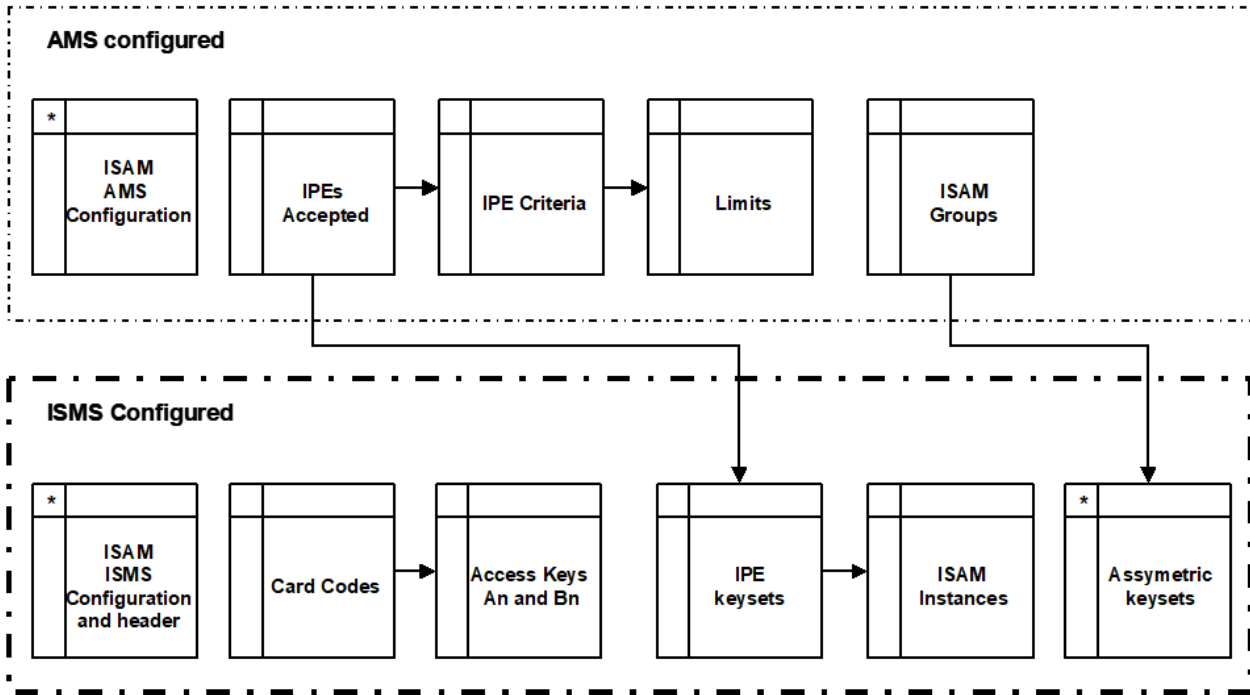 AMS configured
*
ISAM
AMS
Configuration
IPEs
Accepted
IPE Criteria
Limits
ISAM
Groups
ISMS Configured
*
ISAM
ISMS
Configuration
and header
Card Codes
Access Keys
An and Bn
IPE
keysets
ISAM
Instances
*
Assymetric
keysets